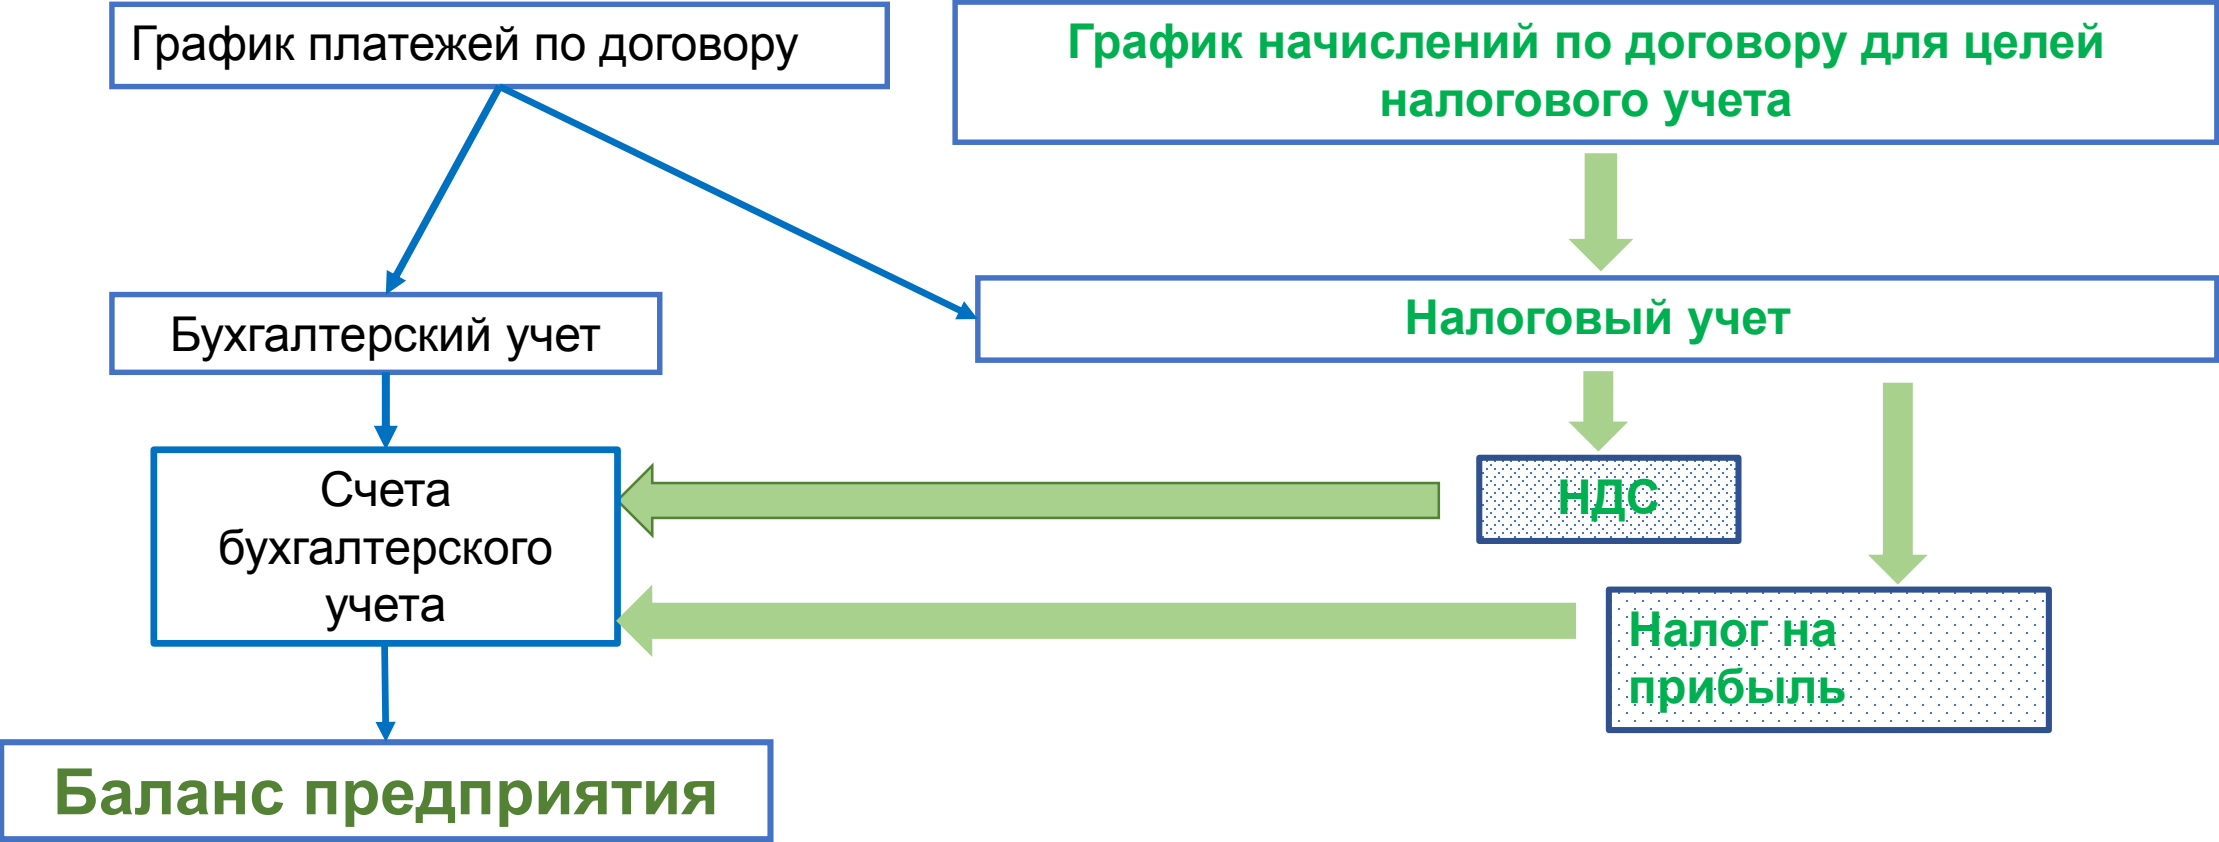 График платежей по договору
График начислений по договору для целей
налогового учета
Бухгалтерский учет
Налоговый учет
Счета
бухгалтерского
учета
НДС
Налог на
прибыль
Баланс предприятия